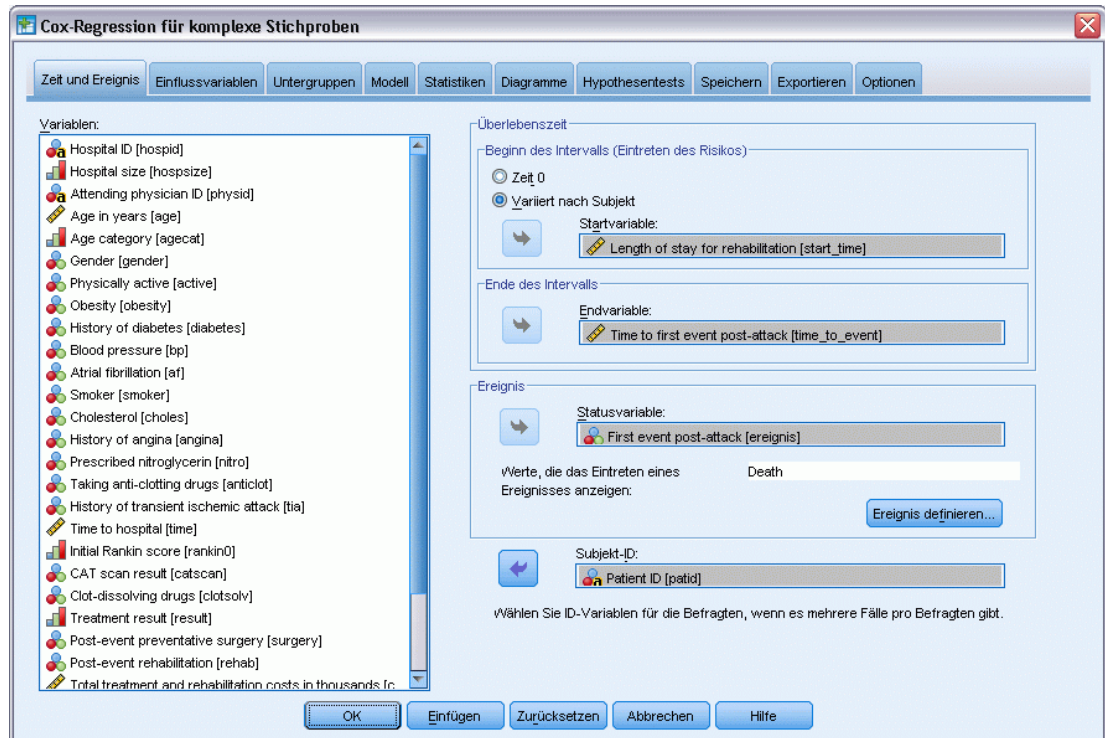 Cox-Regression für komplexe Stichproben
Zeit und Ereignis
Einflussvariablen
Untergruppen
Modell
Statistiken
Diagramme
Hypothesentests
Speichern
Exportieren
Optionen
Variablen:
Hospital ID [hospid]
Hospital size [hospsize]
Attending physician ID [physid]
Age in years [age]
Age category [agecat]
Gender [gender]
Physically active [active]
Obesity [obesity]
History of diabetes [diabetes]
Blood pressure [bp]
Atrial fibrillation [af]
Smoker [smoker]
Cholesterol [choles]
History of angina [angina]
Prescribed nitroglycerin [nitro]
Taking anti-clotting drugs [anticlot]
History of transient ischemic attack [tia]
Time to hospital [time]
Initial Rankin score [rankin0]
CAT scan result [catscan]
Clot-dissolving drugs [clotsolv]
Treatment result [result]
Post-event preventative surgery [surgery]
Post-event rehabilitation [rehab]
Total treatment and rehabilitation costs in thousands [c
Überlebenszeit
Beginn des Intervalls (Eintreten des Risikos)
Zeit 0
Variiert nach Subjekt
Startvariable:
Length of stay for rehabilitation [start_time]
Ende des Intervalls
Endvariable:
Time to first event post-attack [time_to_event]
Ereignis
Statusvariable:
First event post-attack [ereignis]
Werte, die das Eintreten eines
Ereignisses anzeigen:
Death
Ereignis definieren...
Subjekt-ID:
Patient ID [patid]
Wählen Sie ID-Variablen für die Befragten, wenn es mehrere Fälle pro Befragten gibt.
OK
Einfügen
Zurücksetzen
Abbrechen
Hilfe